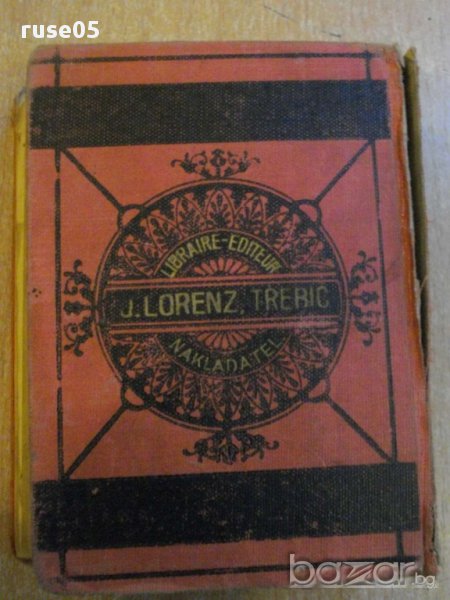 ruse05
LIBRAIRE-EDITEUR
J. LORENZ, TREBIC
NAKLADATEL
bazar.bg